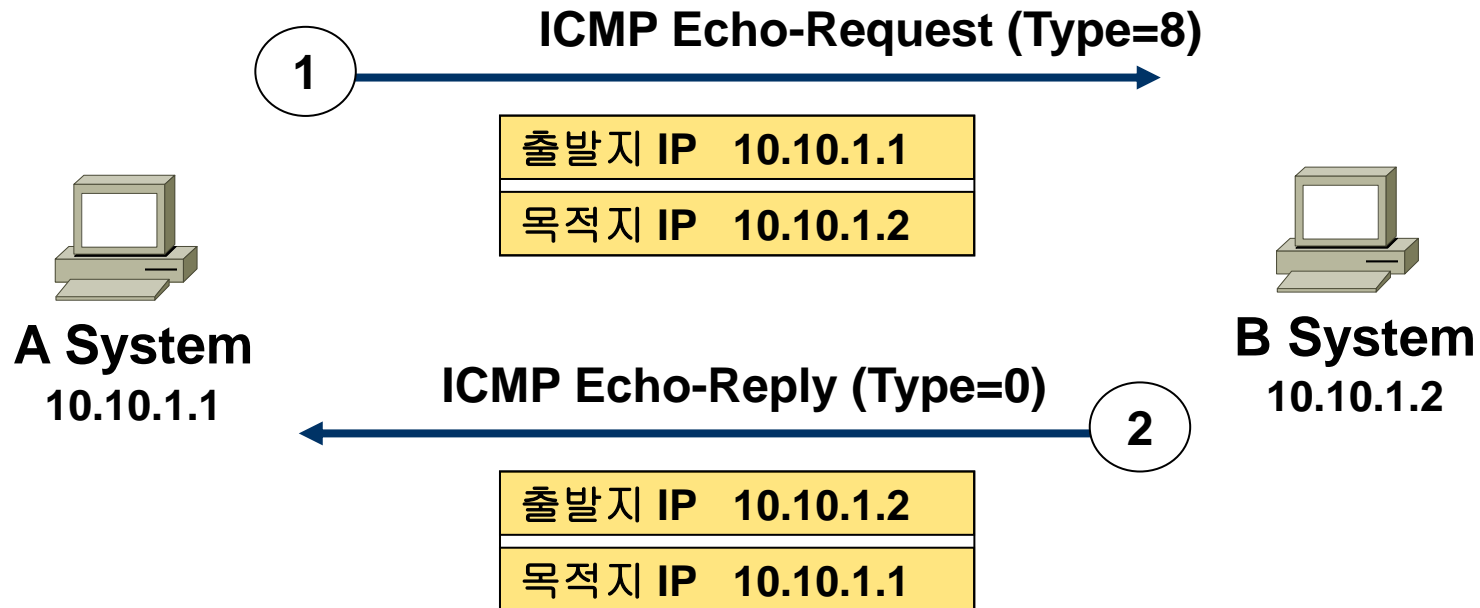 ICMP Echo-Request (Type=8)
1
출발지 IP 10.10.1.1
목적지 IP 10.10.1.2
A System
10.10.1.1
B System
10.10.1.2
ICMP Echo-Reply (Type=0)
2
출발지 IP 10.10.1.2
목적지 IP 10.10.1.1